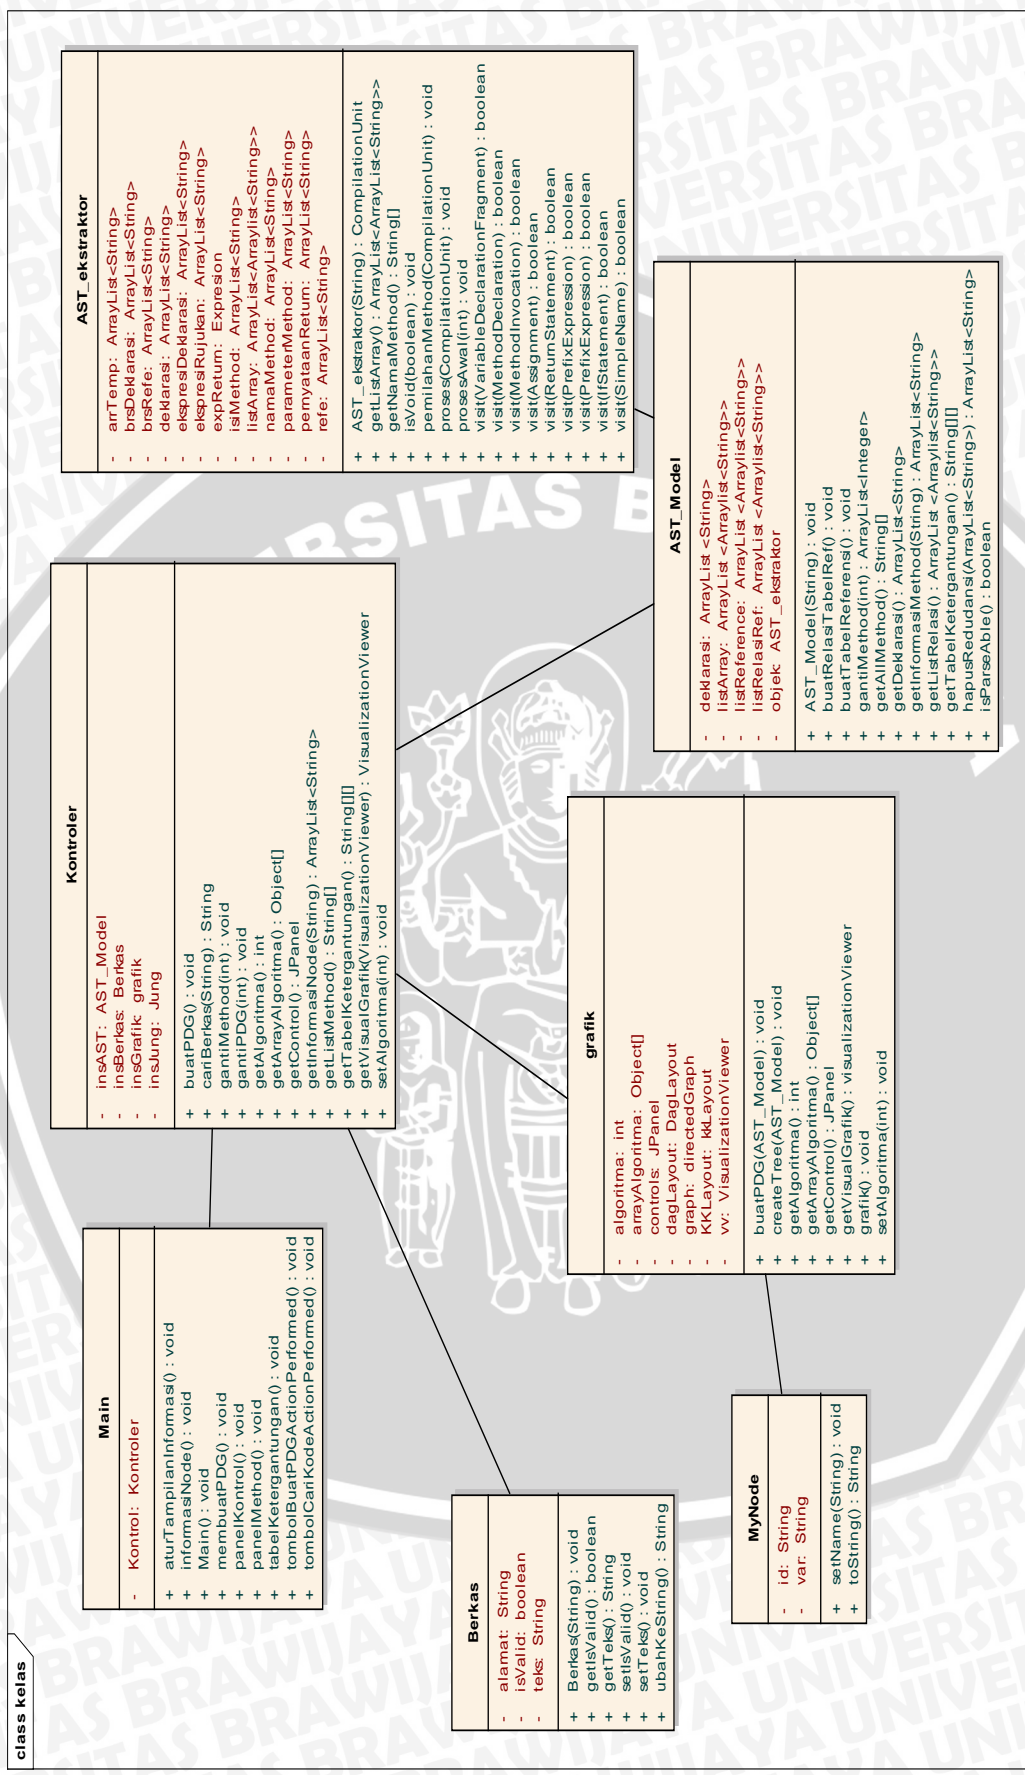 class kelas
Main
- Kontrol: Kontroler
+ aturTampilanInformasi() : void
+ informasiNode() : void
+ Main() : void
+ membuatPDG() : void
+ panelKontrol() : void
+ panelMethod() : void
+ tabelKetergantungan() : void
+ tombolBuatPDGActionPerformed() : void
+ tombolCariKodeActionPerformed() : void
Kontroler
- insAST: AST_Model
- insBerkas: Berkas
- insGrafik: grafik
- insJung: Jung
+ buatPDG() : void
+ cariBerkas(String) : String
+ gantiMethod(int) : void
+ gantiPDG(int) : void
+ getAlgoritma() : int
+ getArrayAlgoritma() : Object[]
+ getControl() : JPanel
+ getInformasiNode(String) : ArrayList<String>
+ getListMethod() : String[]
+ getTabelKetergantungan() : String[][]
+ getVisualGrafik(VisualizationViewer) : VisualizationViewer
+ setAlgoritma(int) : void
AST_ekstraktor
- arrTemp: ArrayList<String>
- brsDeklarasi: ArrayList<String>
- brsRefe: ArrayList<String>
- deklarasi: ArrayList<String>
- ekspresiDeklarasi: ArrayList<String>
- ekspresiRujukan: ArrayList<String>
- expReturn: Expresion
- isiMethod: ArrayList<String>
- listArray: ArrayList<Arraylist<String>>
- namaMethod: ArrayList<String>
- parameterMethod: ArrayList<String>
- pernyataanReturn: ArrayList<String>
- refe: ArrayList<String>
+ AST_ekstraktor(String) : CompilationUnit
+ getListArray() : ArrayList<ArrayList<String>>
+ getNamaMethod() : String[]
+ isVoid(boolean) : void
+ pemilahanMethod(CompilationUnit) : void
+ proses(CompilationUnit) : void
+ prosesAwal(int) : void
+ visit(VariableDeclarationFragment) : boolean
+ visit(MethodDeclaration) : boolean
+ visit(MethodInvocation) : boolean
+ visit(Assignment) : boolean
+ visit(ReturnStatement) : boolean
+ visit(PrefixExpression) : boolean
+ visit(PrefixExpression) : boolean
+ visit(IfStatement) : boolean
+ visit(SimpleName) : boolean
Berkas
- alamat: String
- isValid: boolean
- teks: String
+ Berkas(String) : void
+ getIsValid() : boolean
+ getTeks() : String
+ setIsValid() : void
+ setTeks() : void
+ ubahKeString() : String
grafik
- algoritma: int
- arrayAlgoritma: Object[]
- controls: JPanel
- dagLayout: DagLayout
- graph: directedGraph
- KKLayout: kkLayout
- vv: VisualizationViewer
+ buatPDG(AST_Model) : void
+ createTree(AST_Model) : void
+ getAlgoritma() : int
+ getArrayAlgoritma() : Object[]
+ getControl() : JPanel
+ getVisualGrafik() : visualizationViewer
+ grafik() : void
+ setAlgoritma(int) : void
AST_Model
- deklarasi: ArrayList <String>
- listArray: ArrayList <Arraylist<String>>
- listReference: ArrayList <Arraylist<String>>
- listRelasiRef: ArrayList <Arraylist<String>>
- objek: AST_ekstraktor
+ AST_Model(String) : void
+ buatRelasiTabelRef() : void
+ buatTabelReferensi() : void
+ gantiMethod(int) : ArrayList<Integer>
+ getAllMethod() : String[]
+ getDeklarasi() : ArrayList<String>
+ getInformasiMethod(String) : ArrayList<String>
+ getListRelasi() : ArrayList <Arraylist<String>>
+ getTabelKetergantungan() : String[][]
+ hapusRedudansi(ArrayList<String>) : ArrayList<String>
+ isParseAble() : boolean
MyNode
- id: String
- var: String
+ setName(String) : void
+ toString() : String